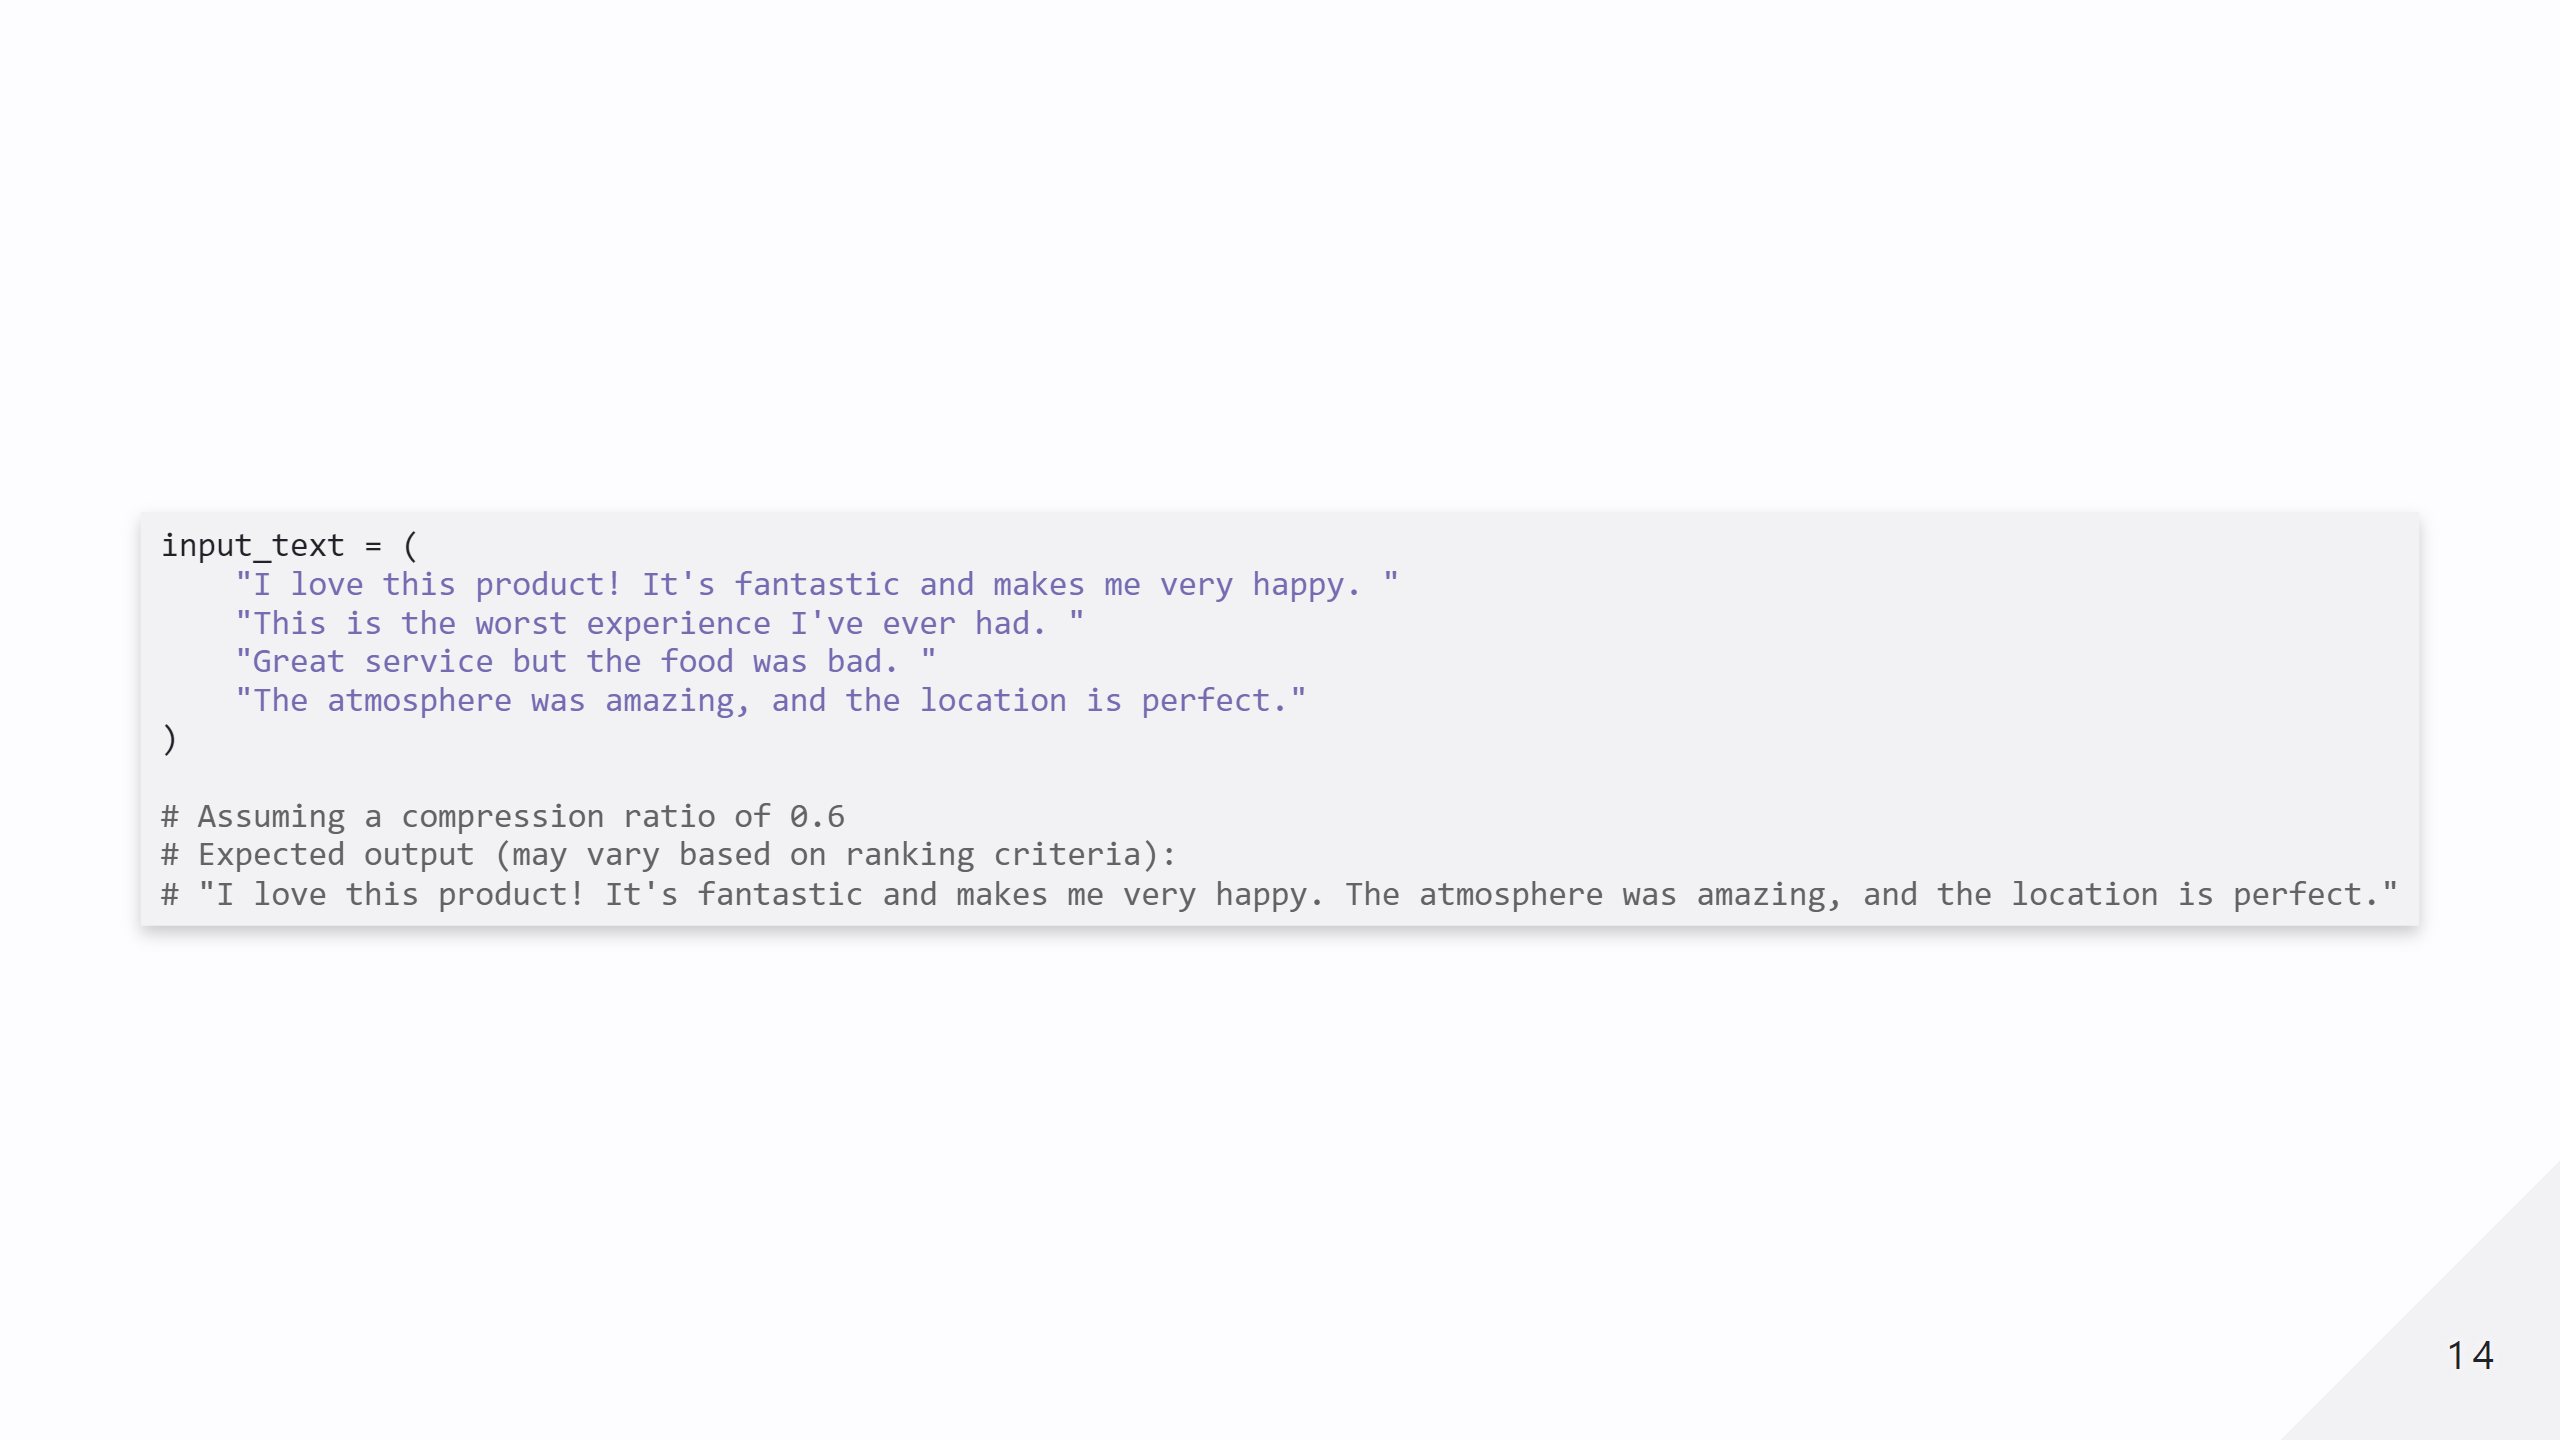 input_text = (
    "I love this product! It's fantastic and makes me very happy. "
    "This is the worst experience I've ever had. "
    "Great service but the food was bad. "
    "The atmosphere was amazing, and the location is perfect."
)
# Assuming a compression ratio of 0.6
# Expected output (may vary based on ranking criteria):
# "I love this product! It's fantastic and makes me very happy. The atmosphere was amazing, and the location is perfect."
14